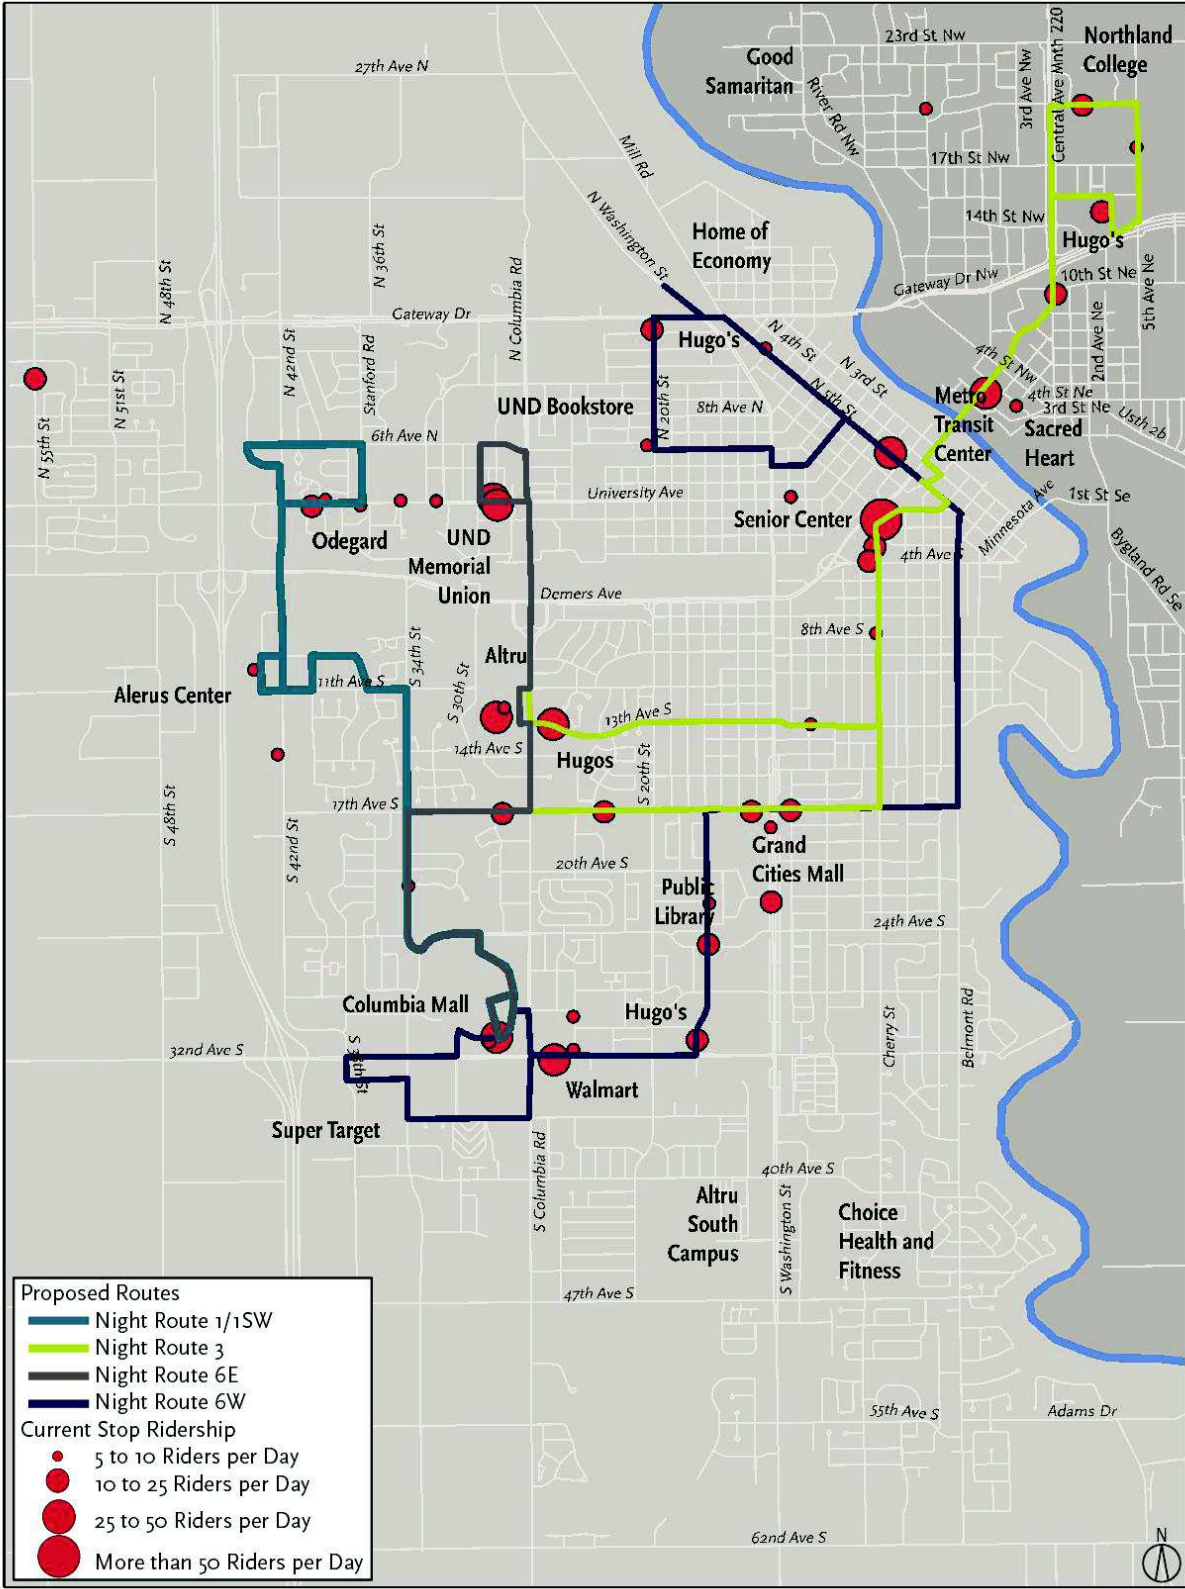 23rd St Nw
Northland
College
Good
Samaritan
27th Ave N
River Rd Nw
3rd Ave Nw
Central Ave Mnth 220
17th St Nw
Mill Rd
N Washington St
14th St Nw
Hugo's
Home of
Economy
10th St Ne
5th Ave Ne
Gateway Dr Nw
N 48th St
N 36th St
N Columbia Rd
Gateway Dr
Hugo's
N 4th St
N 3rd St
N 5th St
2nd Ave Ne
4th St Nw
N 42nd St
Stanford Rd
N 51st St
N 55th St
UND Bookstore
N 20th St
8th Ave N
Metro
Transit
Center
4th St Ne
3rd St Ne
Usth 2b
Sacred
Heart
6th Ave N
University Ave
Senior Center
Minnesota Ave
1st St Se
Bygland Rd Se
Odegard
UND
Memorial
Union
4th Ave S
Demers Ave
8th Ave S
S 34th St
Altru
Alerus Center
11th Ave S
S 30th St
13th Ave S
14th Ave S
Hugos
S 20th St
S 48th St
17th Ave S
S 42nd St
Grand
Cities Mall
20th Ave S
Public
Library
24th Ave S
Columbia Mall
Hugo's
Cherry St
Belmont Rd
32nd Ave S
S 38th St
Walmart
Super Target
S Columbia Rd
40th Ave S
Altru
South
Campus
S Washington St
Choice
Health and
Fitness
47th Ave S
Proposed Routes
Night Route 1/1SW
Night Route 3
Night Route 6E
Night Route 6W
Current Stop Ridership
5 to 10 Riders per Day
10 to 25 Riders per Day
25 to 50 Riders per Day
More than 50 Riders per Day
55th Ave S
Adams Dr
62nd Ave S
N